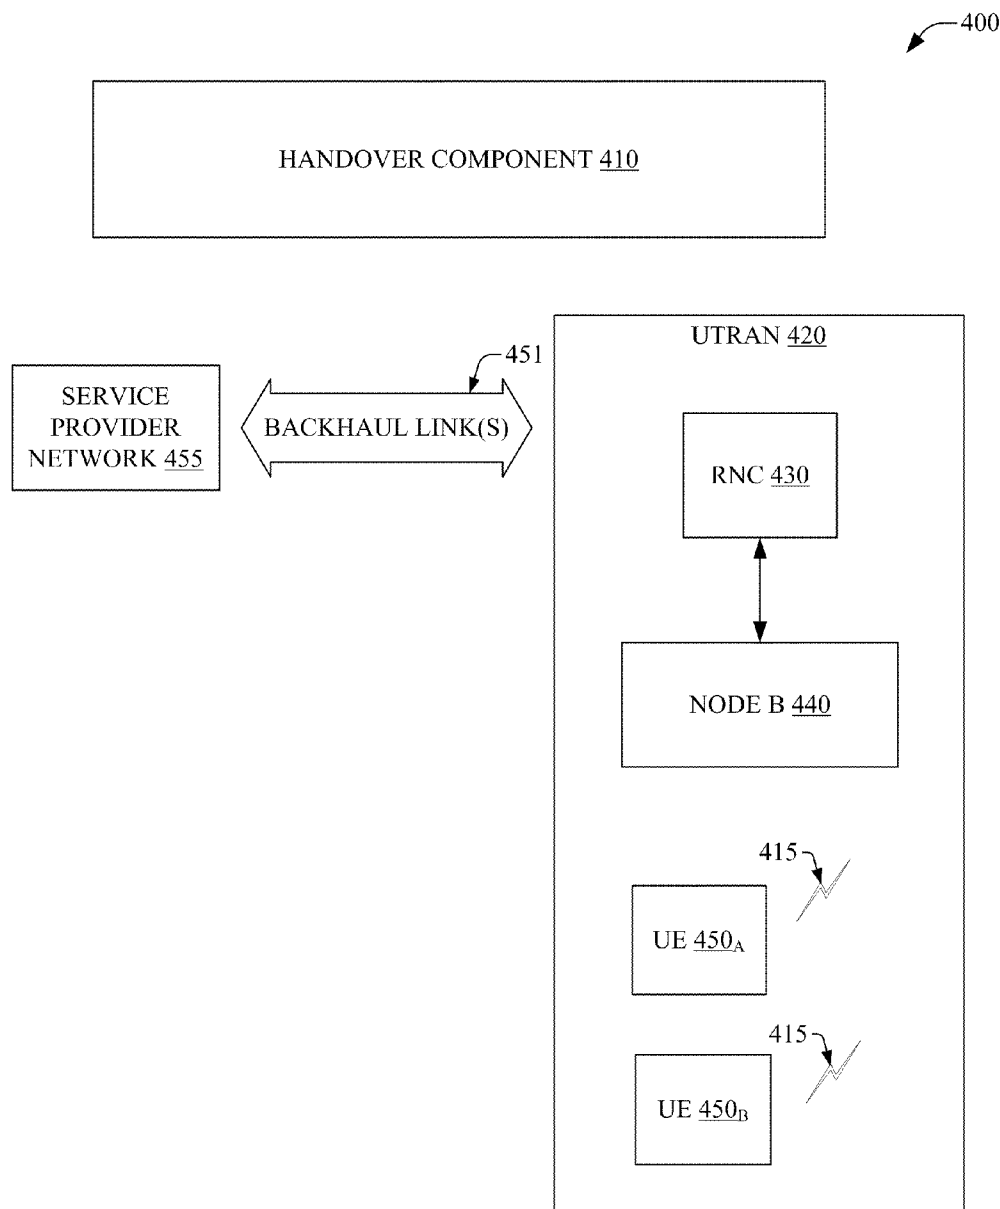 400
HANDOVER COMPONENT 410
UTRAN 420
451
SERVICE
PROVIDER
NETWORK 455
BACKHAUL LINK(S)
RNC 430
NODE B 440
415
UE 450A
415
UE 450B